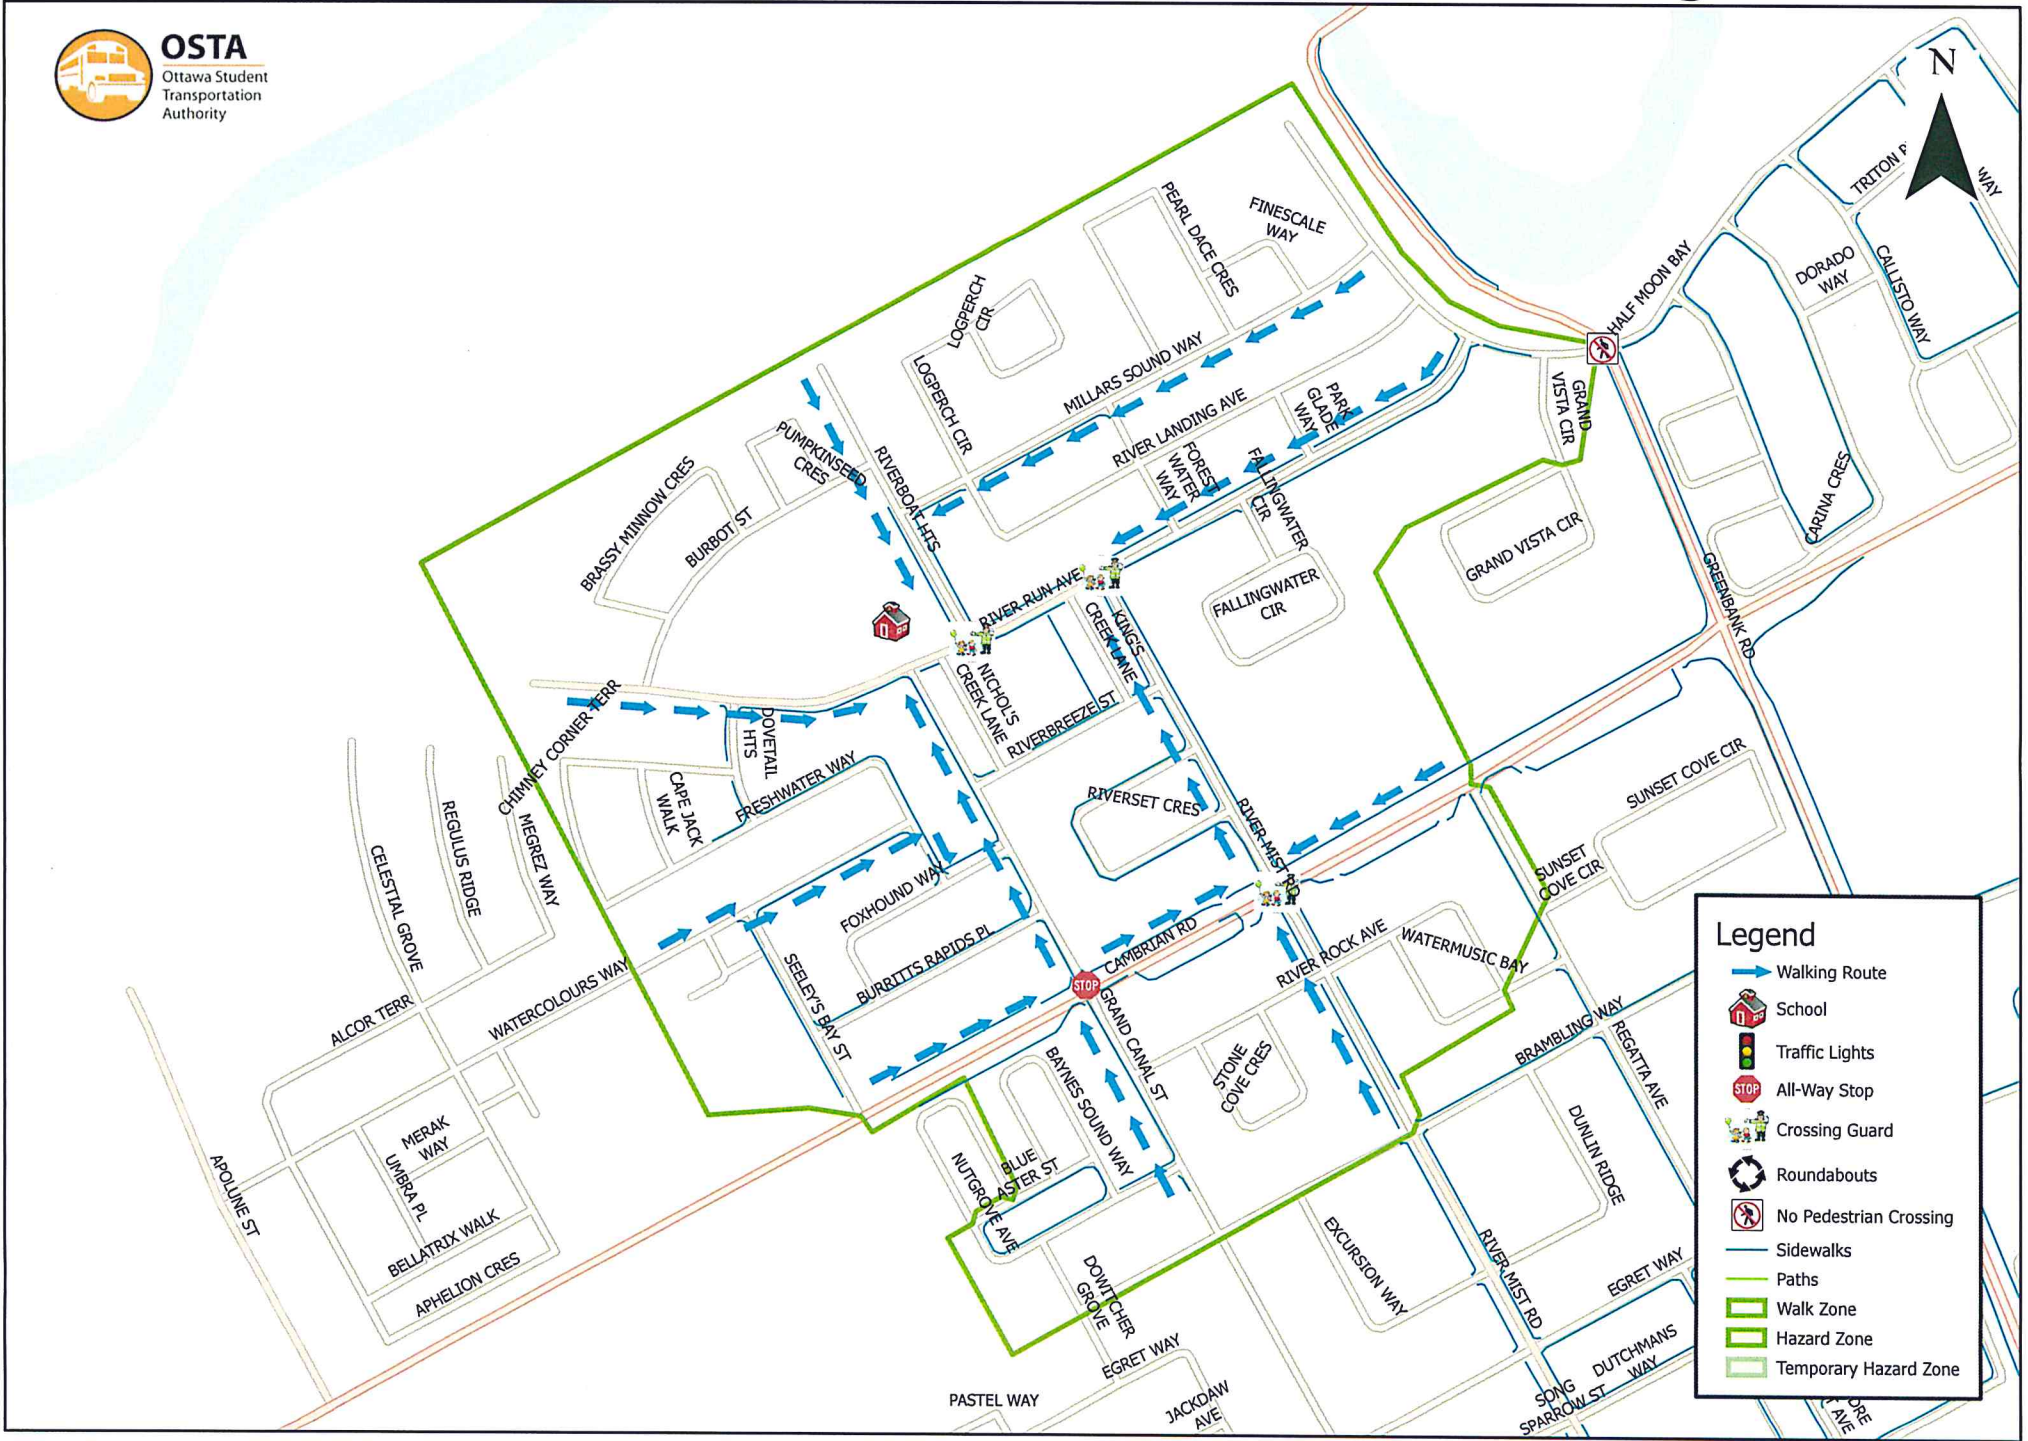 OSTA
Ottawa Student
Transportation
Authority
N
PEARL DACE CRES
FINESCALE
WAY
TRITON
WAY
HALF MOON BAY
DORADO
WAY
CALLISTO WAY
LOGPERCH
CIR
LOGPERCH CIR
MILLARS SOUND WAY
RIVER LANDING AVE
PARK
GLADE
WAY
GRAND
VISTA CIR
PUMPKINSEED
CRES
RIVERBOAT HTS
FOREST
WATER
WAY
FALLINGWATER
CIR
BRASSY MINNOW CRES
BURBOT ST
CARINA CRES
GRAND VISTA CIR
GREENBANK RD
RIVER RUN AVE
FALLINGWATER
CIR
KING'S
CREEK LANE
NICHOL'S
CREEK LANE
RIVERBREEZE ST
CHIMNEY CORNER TERR
DOVETAIL
HTS
FRESHWATER WAY
CAPE JACK
WALK
RIVERSET CRES
RIVER MIST RD
SUNSET COVE CIR
SUNSET
COVE CIR
REGULUS RIDGE
MEGREZ WAY
CELESTIAL GROVE
FOXHOUND WAY
BURRITTS RAPIDS PL
SEELEY'S BAY ST
CAMBRIAN RD
RIVER ROCK AVE
WATERMUSIC BAY
STOP
GRAND CANAL ST
ALCOR TERR
WATERCOLOURS WAY
BAYNES SOUND WAY
STONE
COVE CRES
BRAMBLING WAY
REGATTA AVE
MERAK
WAY
UMBRA PL
APOLUNE ST
NUTGROVE AVE
BLUE
ASTER ST
DUNLIN RIDGE
BELLATRIX WALK
APHELION CRES
DOWITCHER
GROVE
EXCURSION WAY
RIVER MIST RD
EGRET WAY
EGRET WAY
DUTCHMANS
WAY
PASTEL WAY
JACKDAW
AVE
SONG
SPARROW ST
AVE
Legend
Walking Route
School
Traffic Lights
STOP All-Way Stop
Crossing Guard
Roundabouts
No Pedestrian Crossing
Sidewalks
Paths
Walk Zone
Hazard Zone
Temporary Hazard Zone